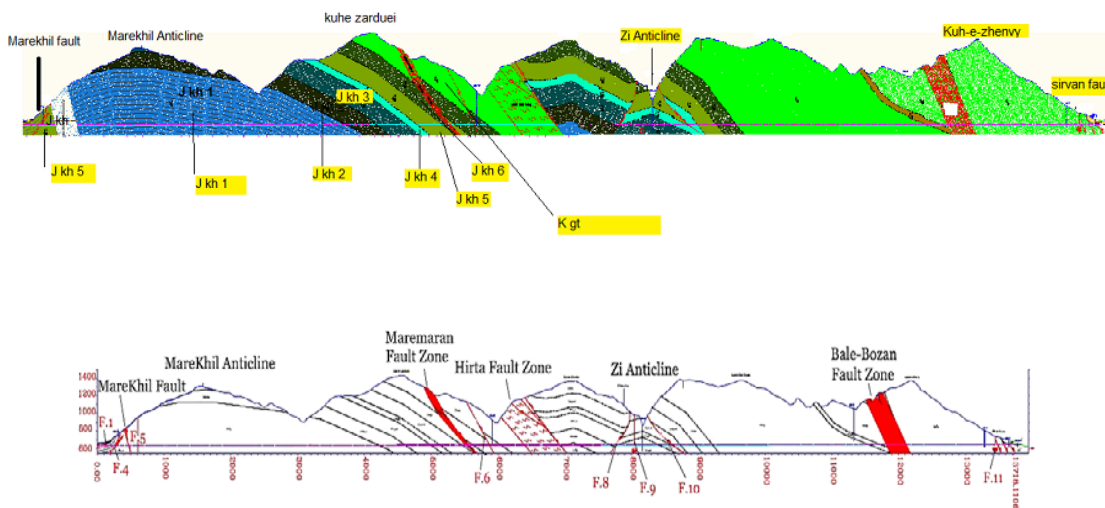 kuhe zarduei
Marekhil fault
Marekhil Anticline
Zi Anticline
Kuh-e-zhenvy
sirvan fau
J kh 1
J kh 3
J kh
J kh 5
J kh 1
J kh 2
J kh 4
J kh 5
J kh 6
K gt
Maremaran
Fault Zone
MareKhil Anticline
Hirta Fault Zone
Zi Anticline
Bale-Bozan
Fault Zone
MareKhil Fault
1400
1200
1000
800
600
F.1
F.5
F.4
F.6
F.8
F.9
F.10
F.11
0.00
1000
2000
3000
4000
5000
6000
7000
8000
9000
10000
11000
12000
13000